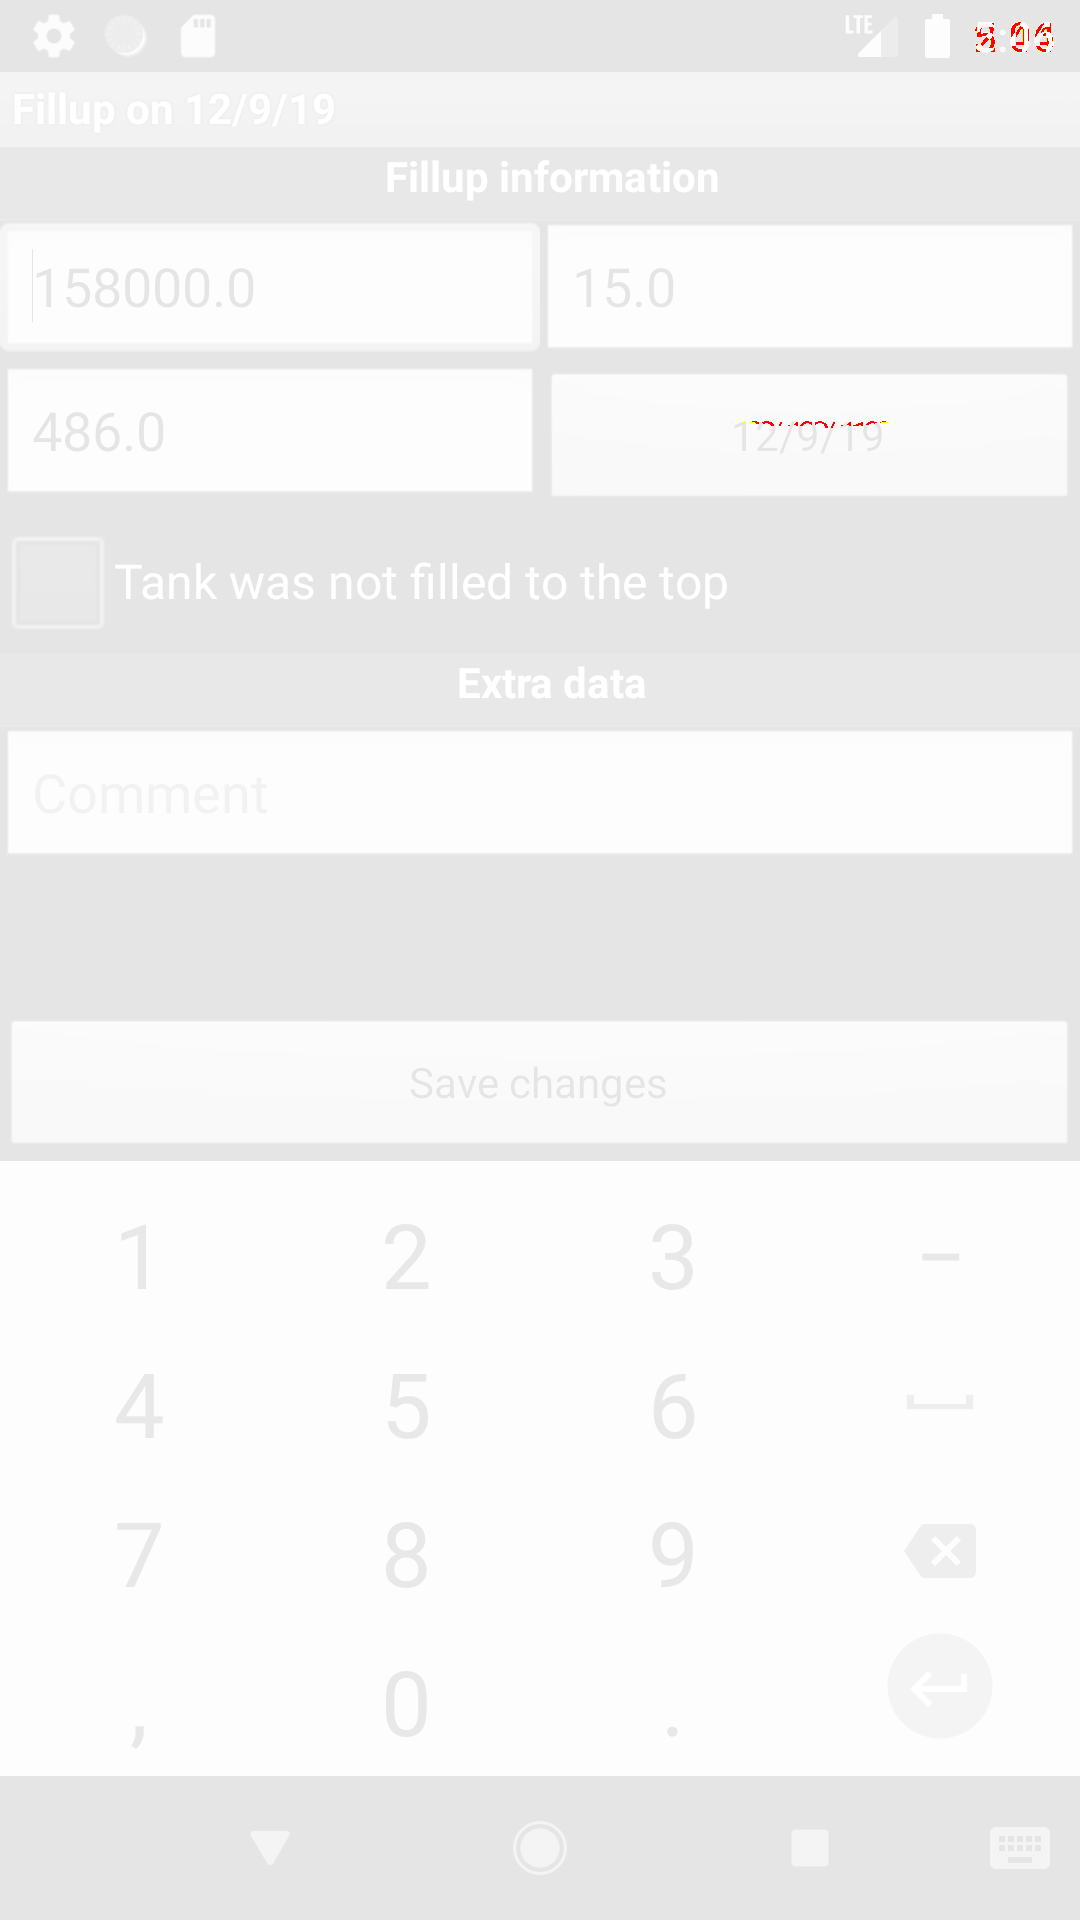 LTE
Fillup on 12/9/19
Fillup information
158000.0 15.0
486.0 12/9/19
Tank was not filled to the top
Extra data
Comment
Save changes
1 2 3 –
4 5 6
7 8 9
, 0 .